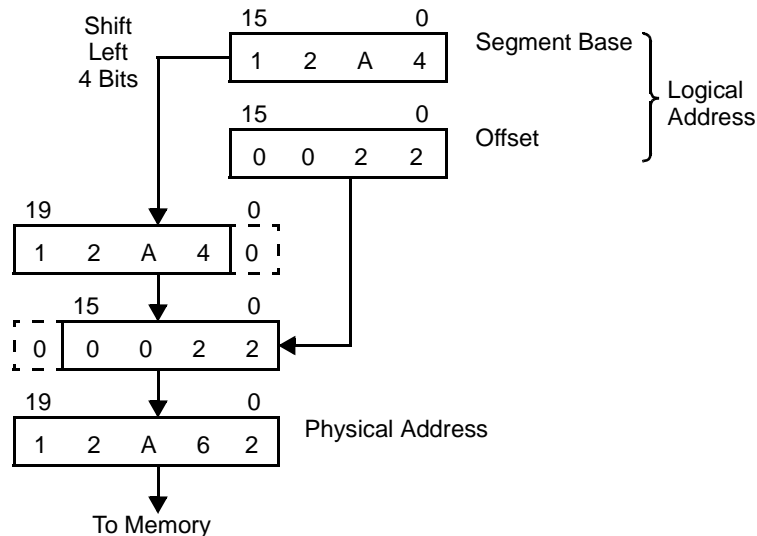 Shift
Left
4 Bits
15 0
1 2 A 4
Segment Base
15 0
0 0 2 2
Offset
Logical
Address
19 0
1 2 A 4 0
15 0
0 0 0 2 2
19 0
1 2 A 6 2
Physical Address
To Memory